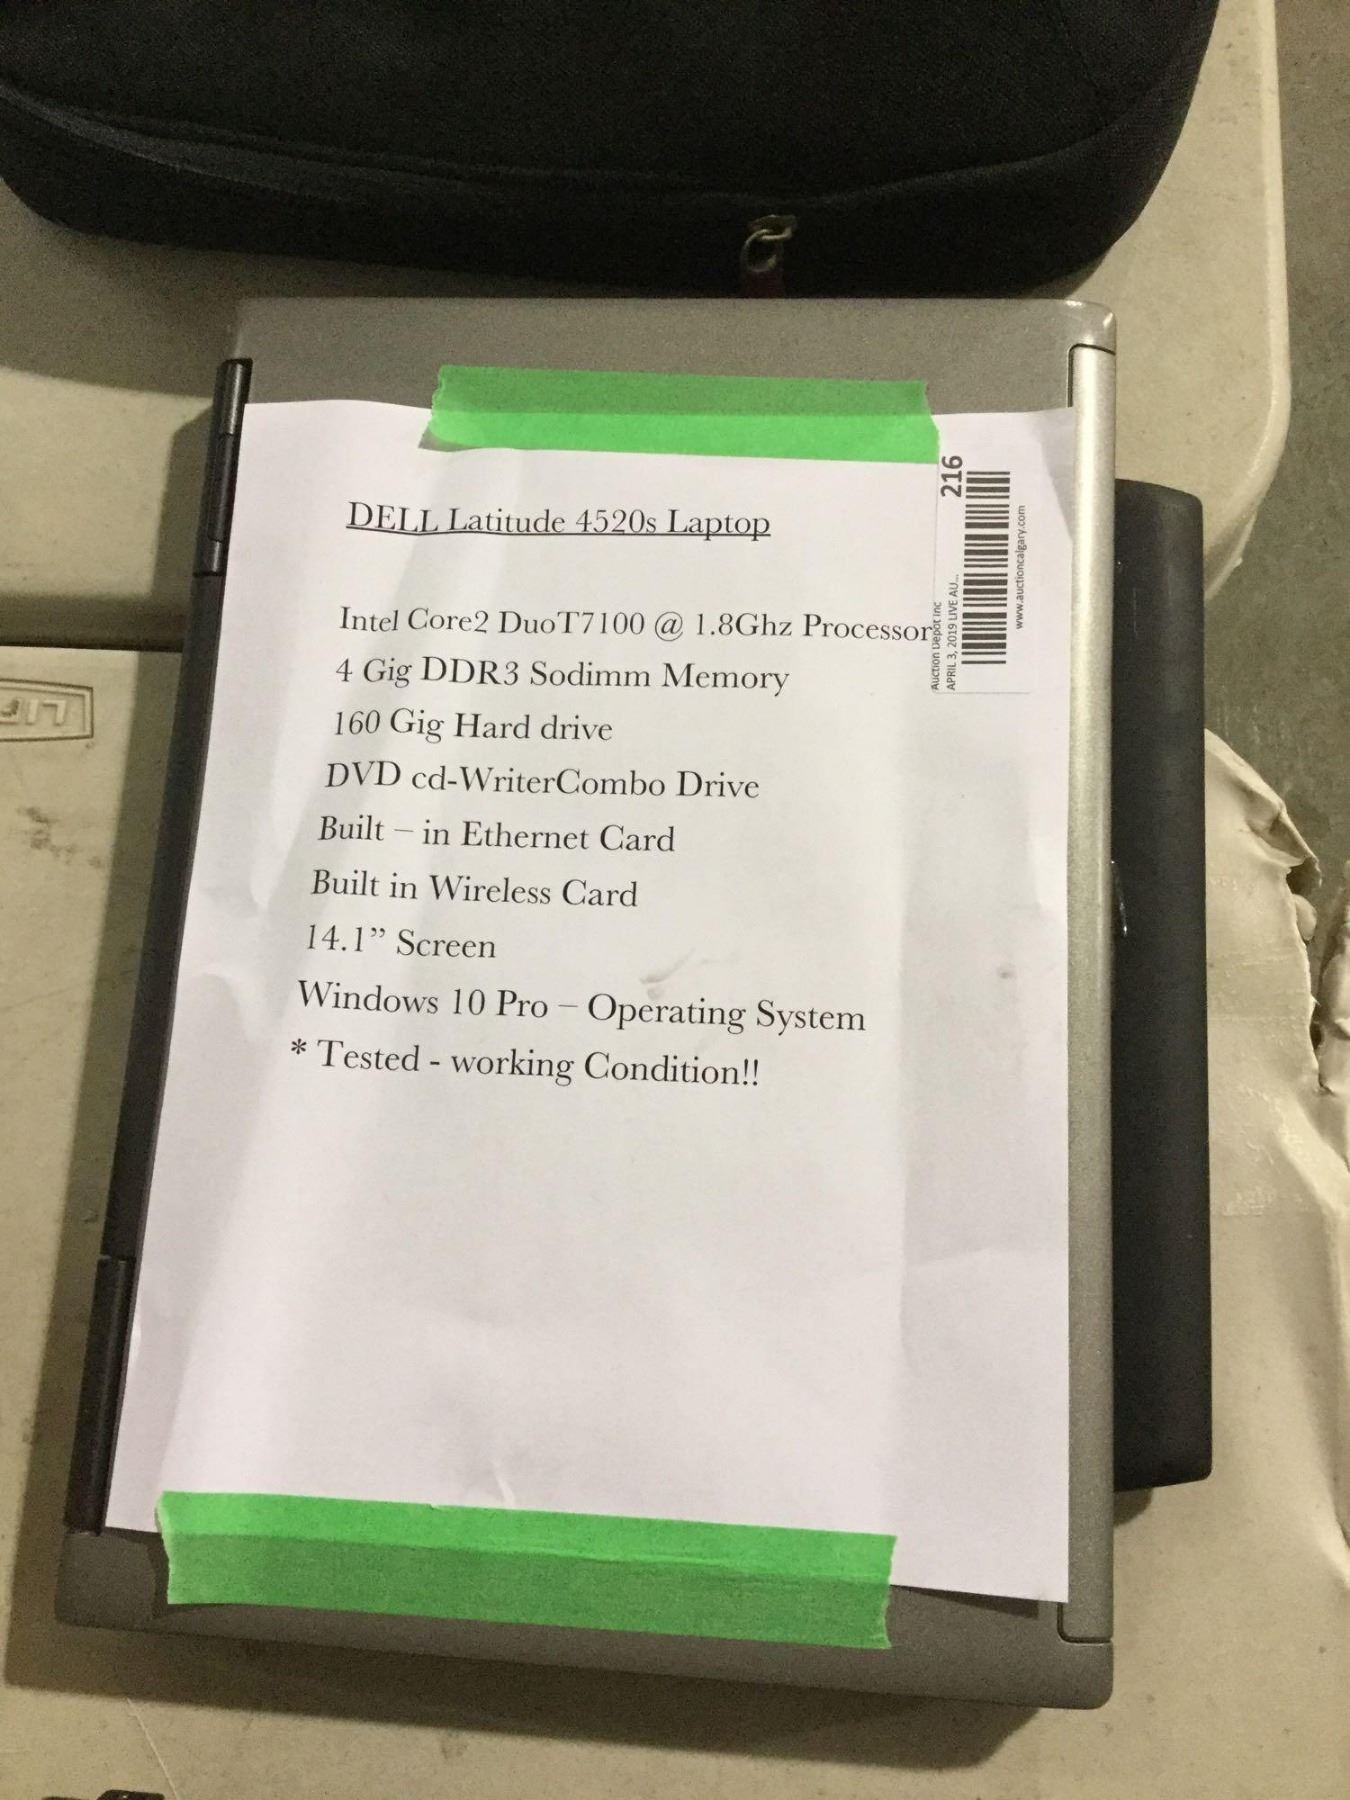 DELL Latitude 4520s Laptop
Intel Core2 DuoT7100 @ 1.8Ghz Processor
4 Gig DDR3 Sodimm Memory
160 Gig Hard drive
DVD cd-WriterCombo Drive
Built – in Ethernet Card
Built in Wireless Card
14.1” Screen
Windows 10 Pro – Operating System
* Tested - working Condition!!
216
Auction Depot Inc
APRIL 3, 2019 LIVE AU...
www.auctioncalgary.com